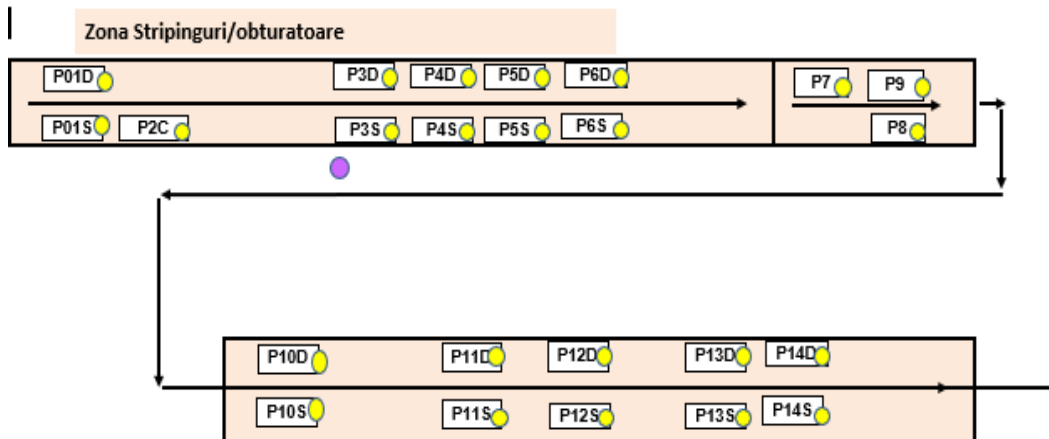 Zona Stripinguri/obturatoare
P01D P3D P4D P5D P6D P7 P9
P01S P2C P3S P4S P5S P6S P8
P10D P11D P12D P13D P14D
P10S P11S P12S P13S P14S